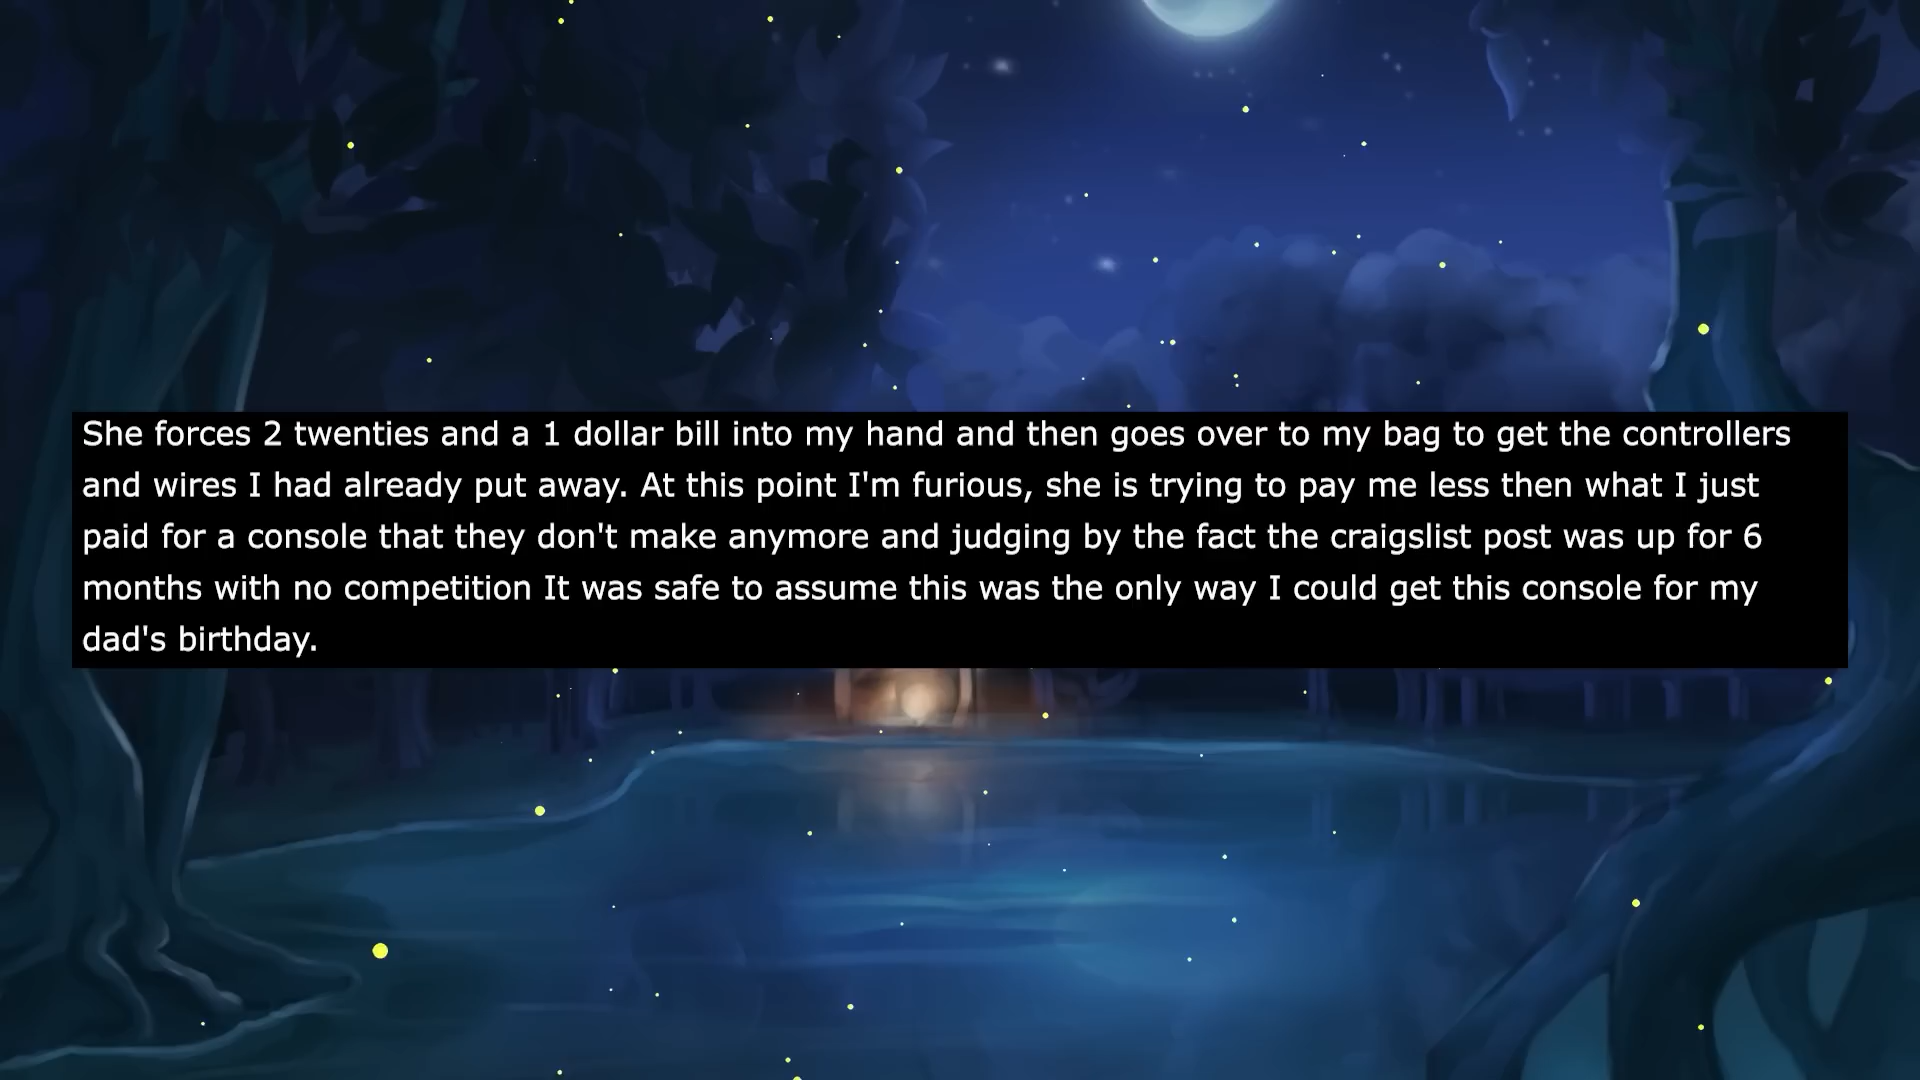 She forces 2 twenties and a 1 dollar bill into my hand and then goes over to my bag to get the controllers
and wires I had already put away. At this point I'm furious, she is trying to pay me less then what I just
paid for a console that they don't make anymore and judging by the fact the craigslist post was up for 6
months with no competition It was safe to assume this was the only way I could get this console for my
dad's birthday.